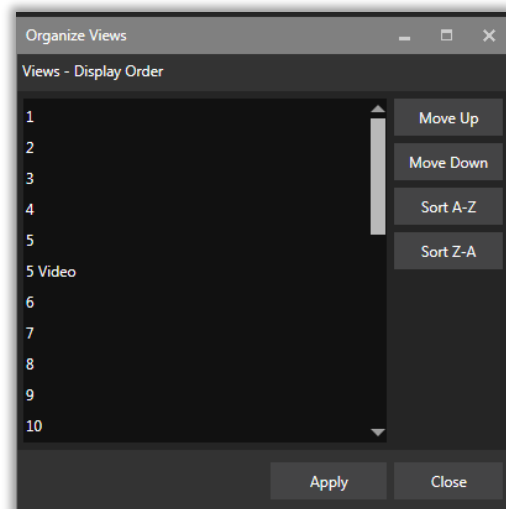 Organize Views
Views - Display Order
1
2
3
4
5
5 Video
6
7
8
9
10
Move Up
Move Down
Sort A-Z
Sort Z-A
Apply
Close